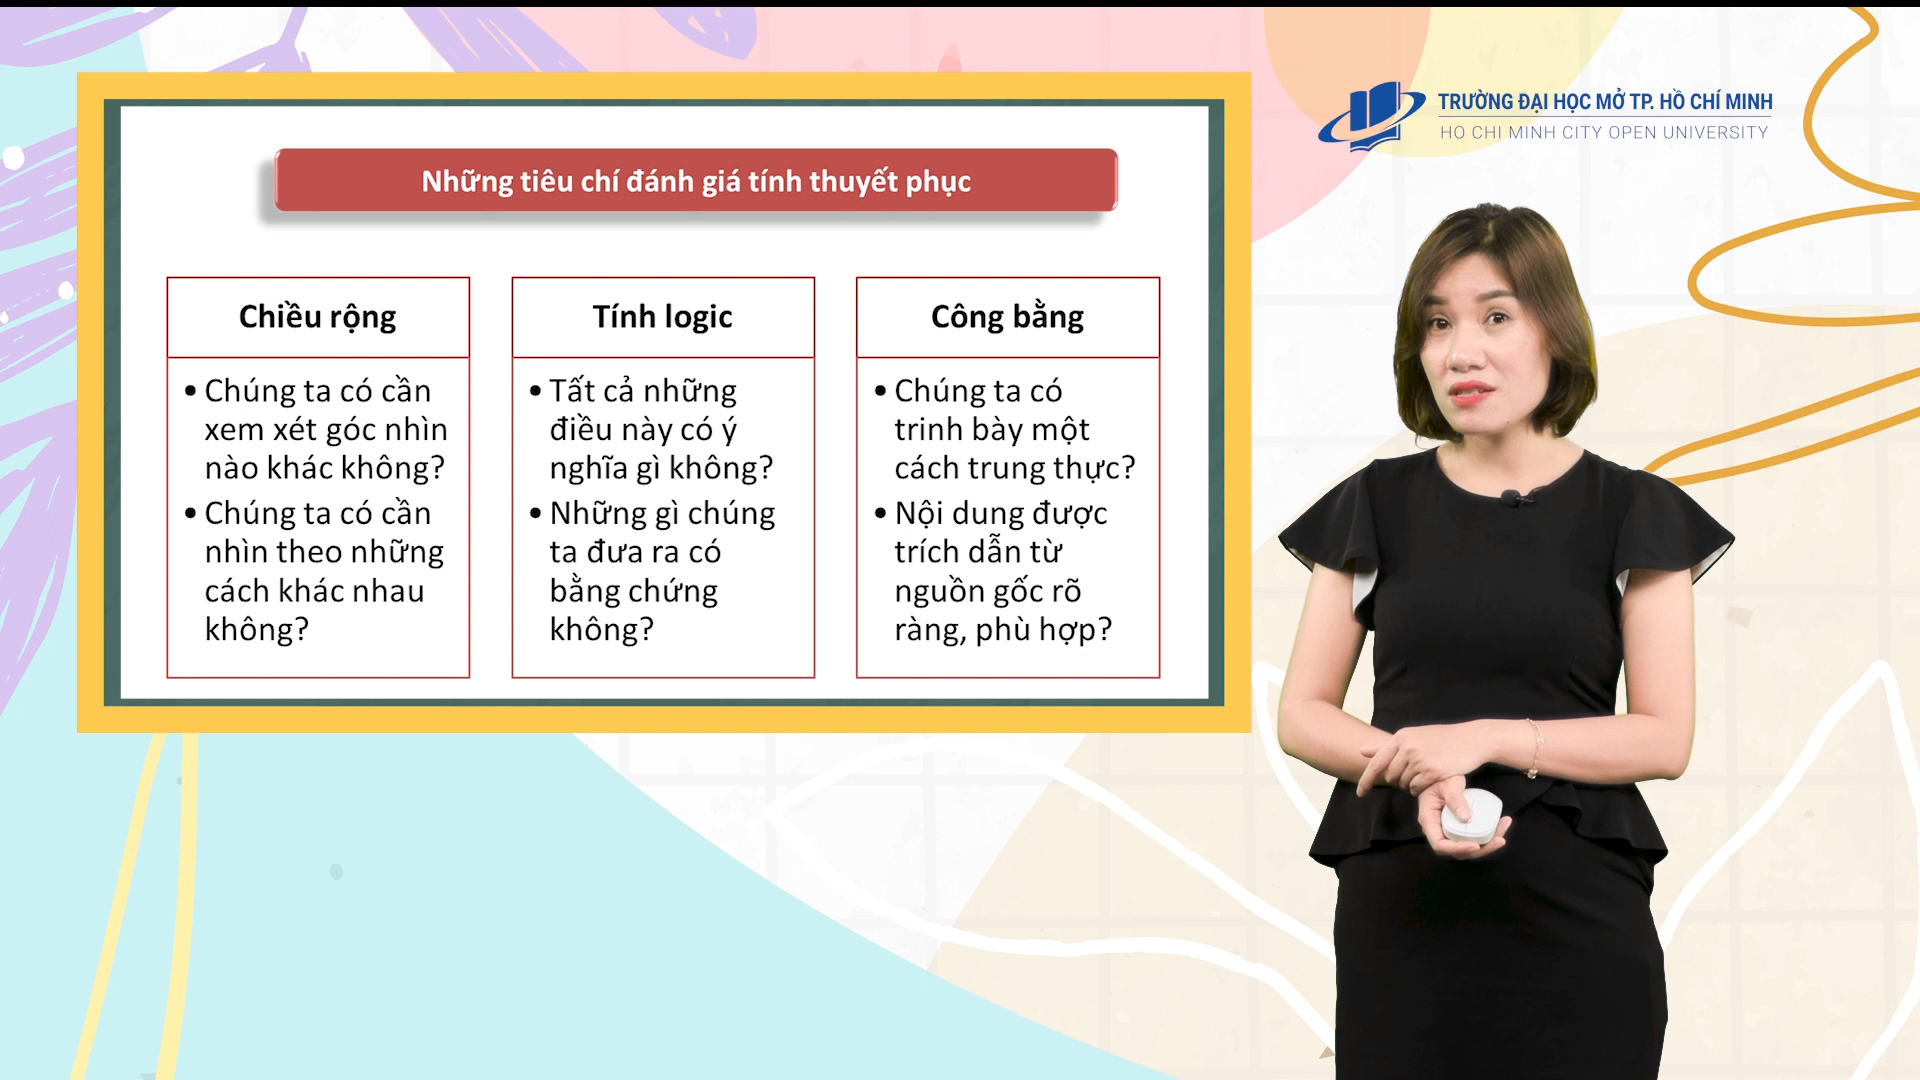 TRƯỜNG ĐẠI HỌC MỞ TP. HỒ CHÍ MINH
HO CHI MINH CITY OPEN UNIVERSITY
Những tiêu chí đánh giá tính thuyết phục
Chiều rộng
• Chúng ta có cần
xem xét góc nhìn
nào khác không?
• Chúng ta có cần
nhìn theo những
cách khác nhau
không?
Tính logic
• Tất cả những
điều này có ý
nghĩa gì không?
• Những gì chúng
ta đưa ra có
bằng chứng
không?
Công bằng
• Chúng ta có
trinh bày một
cách trung thực?
• Nội dung được
trích dẫn từ
nguồn gốc rõ
ràng, phù hợp?